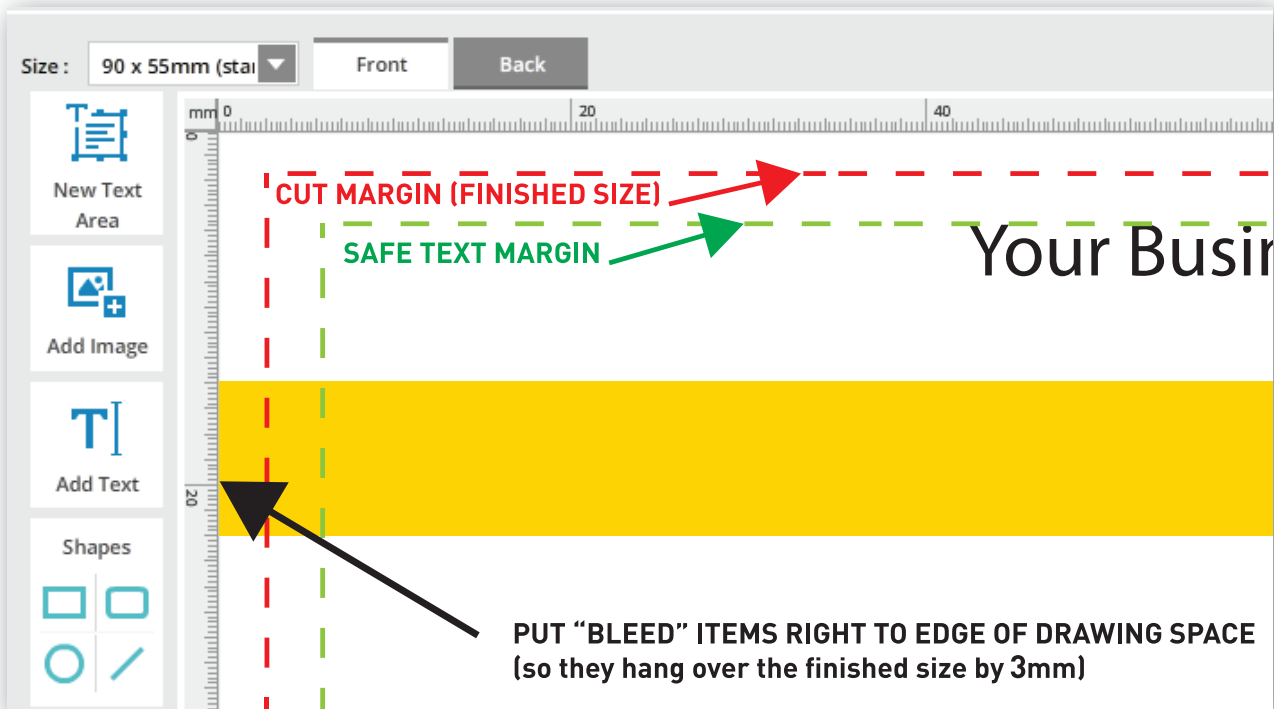 Size :
90 x 55mm (star
Front
Back
mm
0
20
40
0
20
New Text
Area
Add Image
T
Add Text
Shapes
CUT MARGIN (FINISHED SIZE)
SAFE TEXT MARGIN
Your Busin
PUT “BLEED” ITEMS RIGHT TO EDGE OF DRAWING SPACE
(so they hang over the finished size by 3mm)